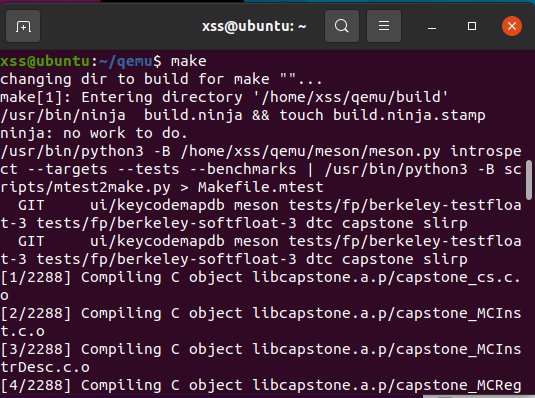 xss@ubuntu: ~
xss@ubuntu:~/qemu$ make
changing dir to build for make ""...
make[1]: Entering directory '/home/xss/qemu/build'
/usr/bin/ninja  build.ninja && touch build.ninja.stamp
ninja: no work to do.
/usr/bin/python3 -B /home/xss/qemu/meson/meson.py introspe
ct --targets --tests --benchmarks | /usr/bin/python3 -B sc
ripts/mtest2make.py > Makefile.mtest
  GIT     ui/keycodemapdb meson tests/fp/berkeley-testfloa
t-3 tests/fp/berkeley-softfloat-3 dtc capstone slirp
  GIT     ui/keycodemapdb meson tests/fp/berkeley-testfloa
t-3 tests/fp/berkeley-softfloat-3 dtc capstone slirp
[1/2288] Compiling C object libcapstone.a.p/capstone_cs.c.
o
[2/2288] Compiling C object libcapstone.a.p/capstone_MCIns
t.c.o
[3/2288] Compiling C object libcapstone.a.p/capstone_MCIns
trDesc.c.o
[4/2288] Compiling C object libcapstone.a.p/capstone_MCReg